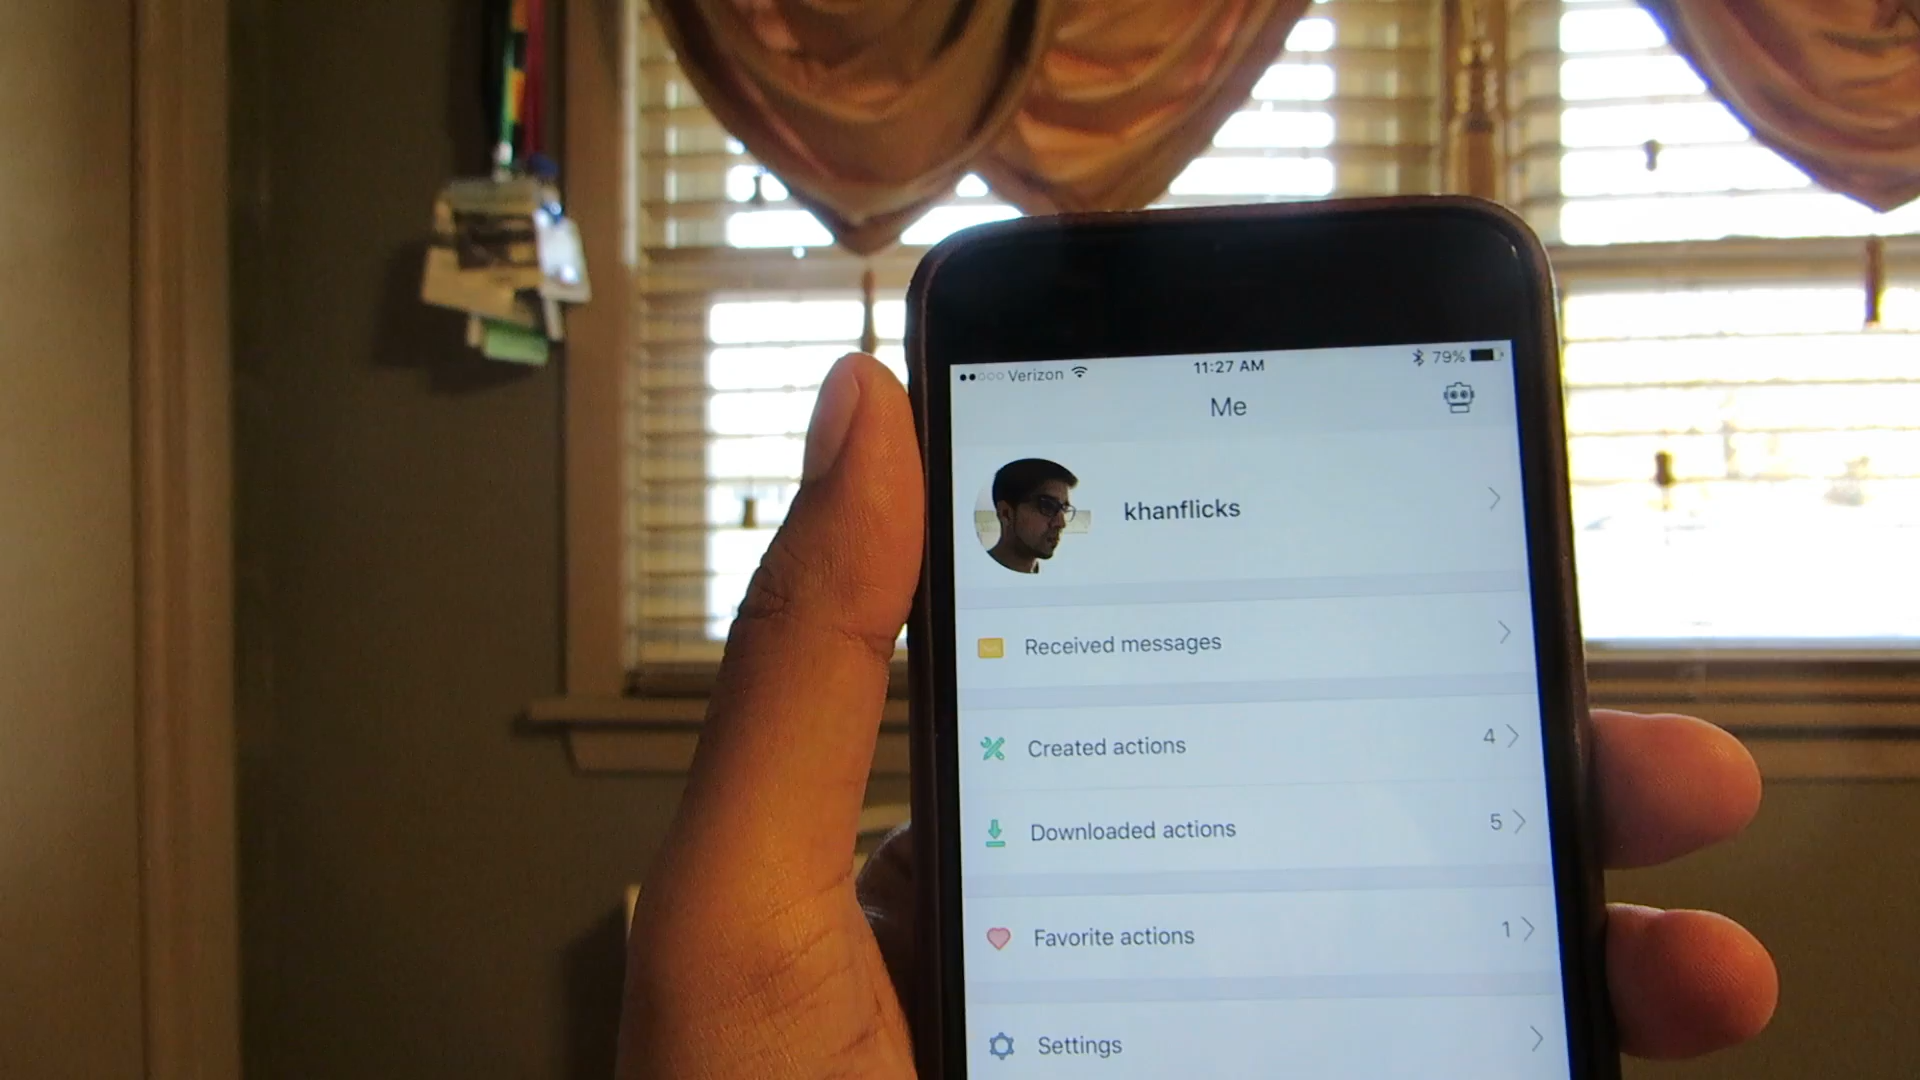 Verizon 11:27 AM 79%
Me
khanflicks
Received messages
Created actions 4
Downloaded actions 5
Favorite actions 1
Settings